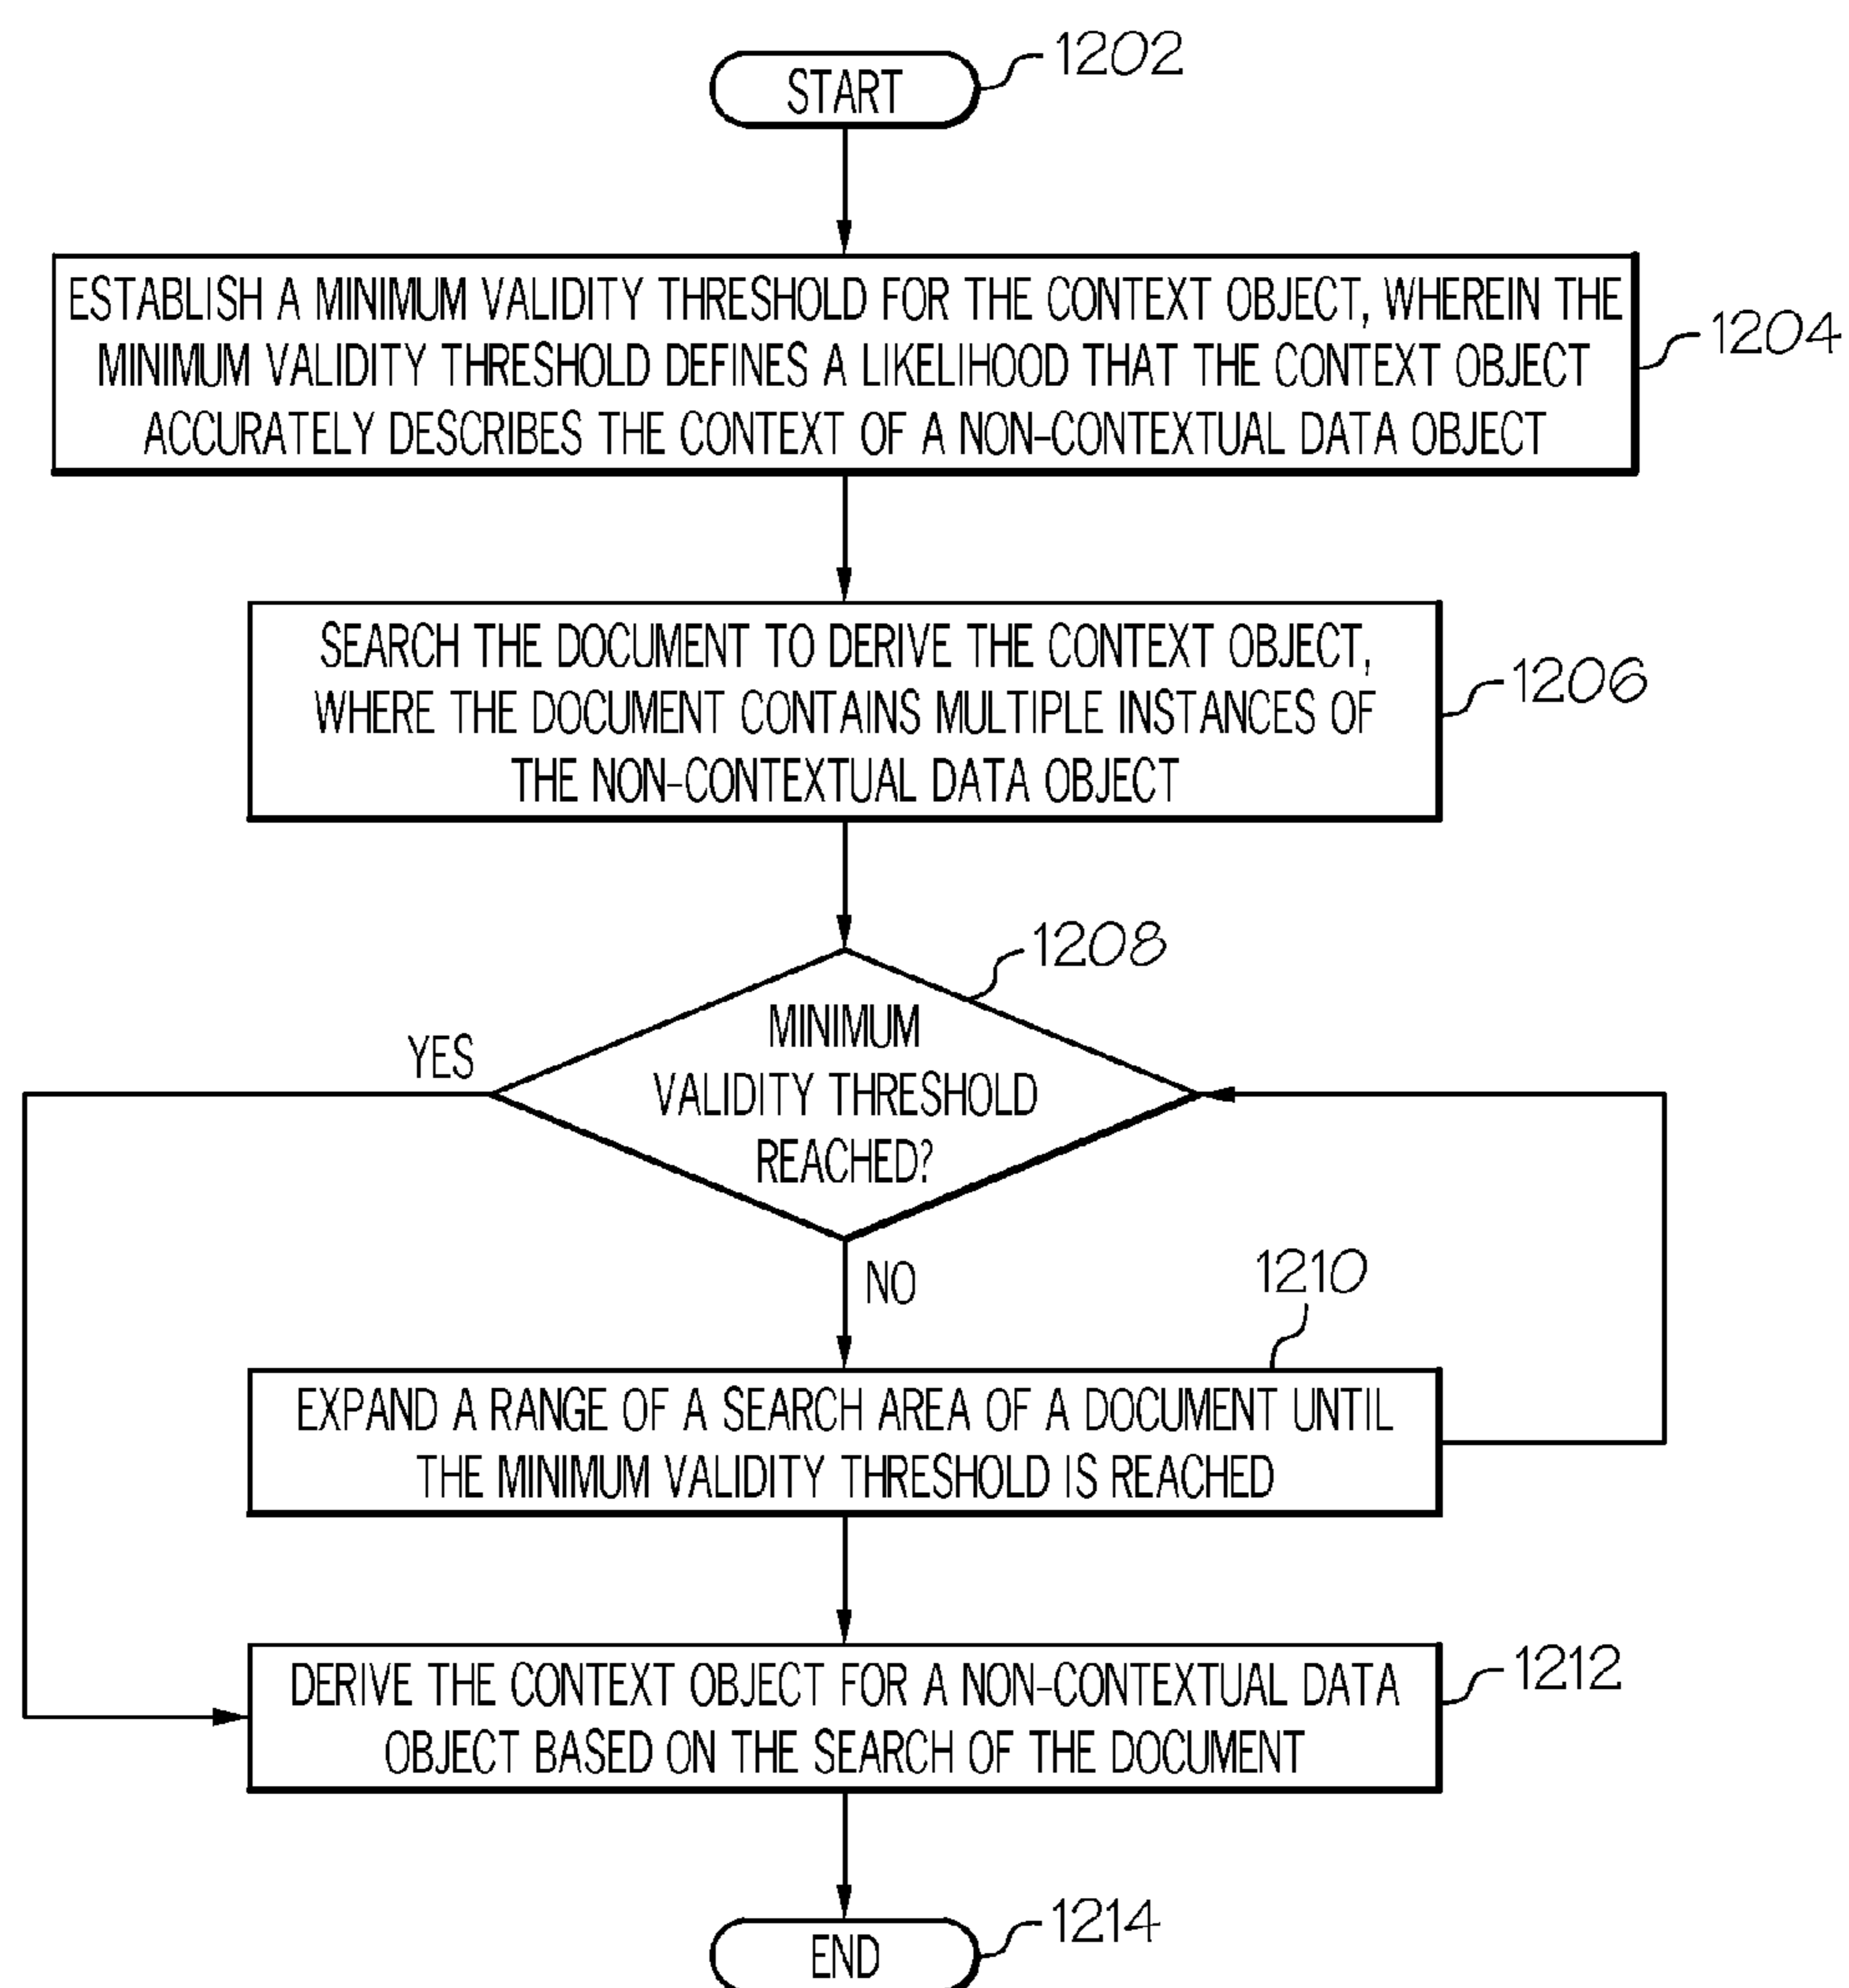 START
1202
ESTABLISH A MINIMUM VALIDITY THRESHOLD FOR THE CONTEXT OBJECT, WHEREIN THE
MINIMUM VALIDITY THRESHOLD DEFINES A LIKELIHOOD THAT THE CONTEXT OBJECT
ACCURATELY DESCRIBES THE CONTEXT OF A NON-CONTEXTUAL DATA OBJECT
1204
SEARCH THE DOCUMENT TO DERIVE THE CONTEXT OBJECT,
WHERE THE DOCUMENT CONTAINS MULTIPLE INSTANCES OF
THE NON-CONTEXTUAL DATA OBJECT
1206
1208
MINIMUM
VALIDITY THRESHOLD
REACHED?
YES
NO
1210
EXPAND A RANGE OF A SEARCH AREA OF A DOCUMENT UNTIL
THE MINIMUM VALIDITY THRESHOLD IS REACHED
DERIVE THE CONTEXT OBJECT FOR A NON-CONTEXTUAL DATA
OBJECT BASED ON THE SEARCH OF THE DOCUMENT
1212
END
1214